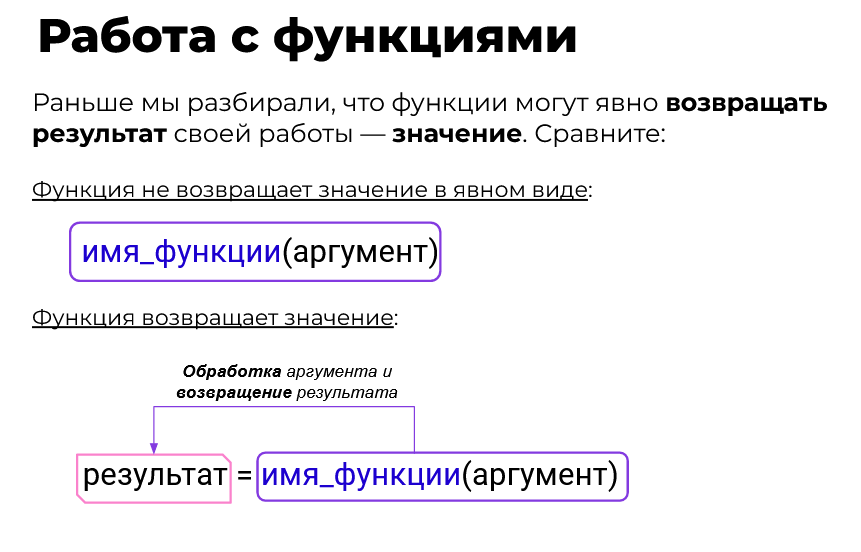 Работа с функциями
Раньше мы разбирали, что функции могут явно возвращать
результат своей работы — значение. Сравните:
Функция не возвращает значение в явном виде:
имя_функции(аргумент)
Функция возвращает значение:
Обработка аргумента и
возвращение результата
результат = имя_функции(аргумент)